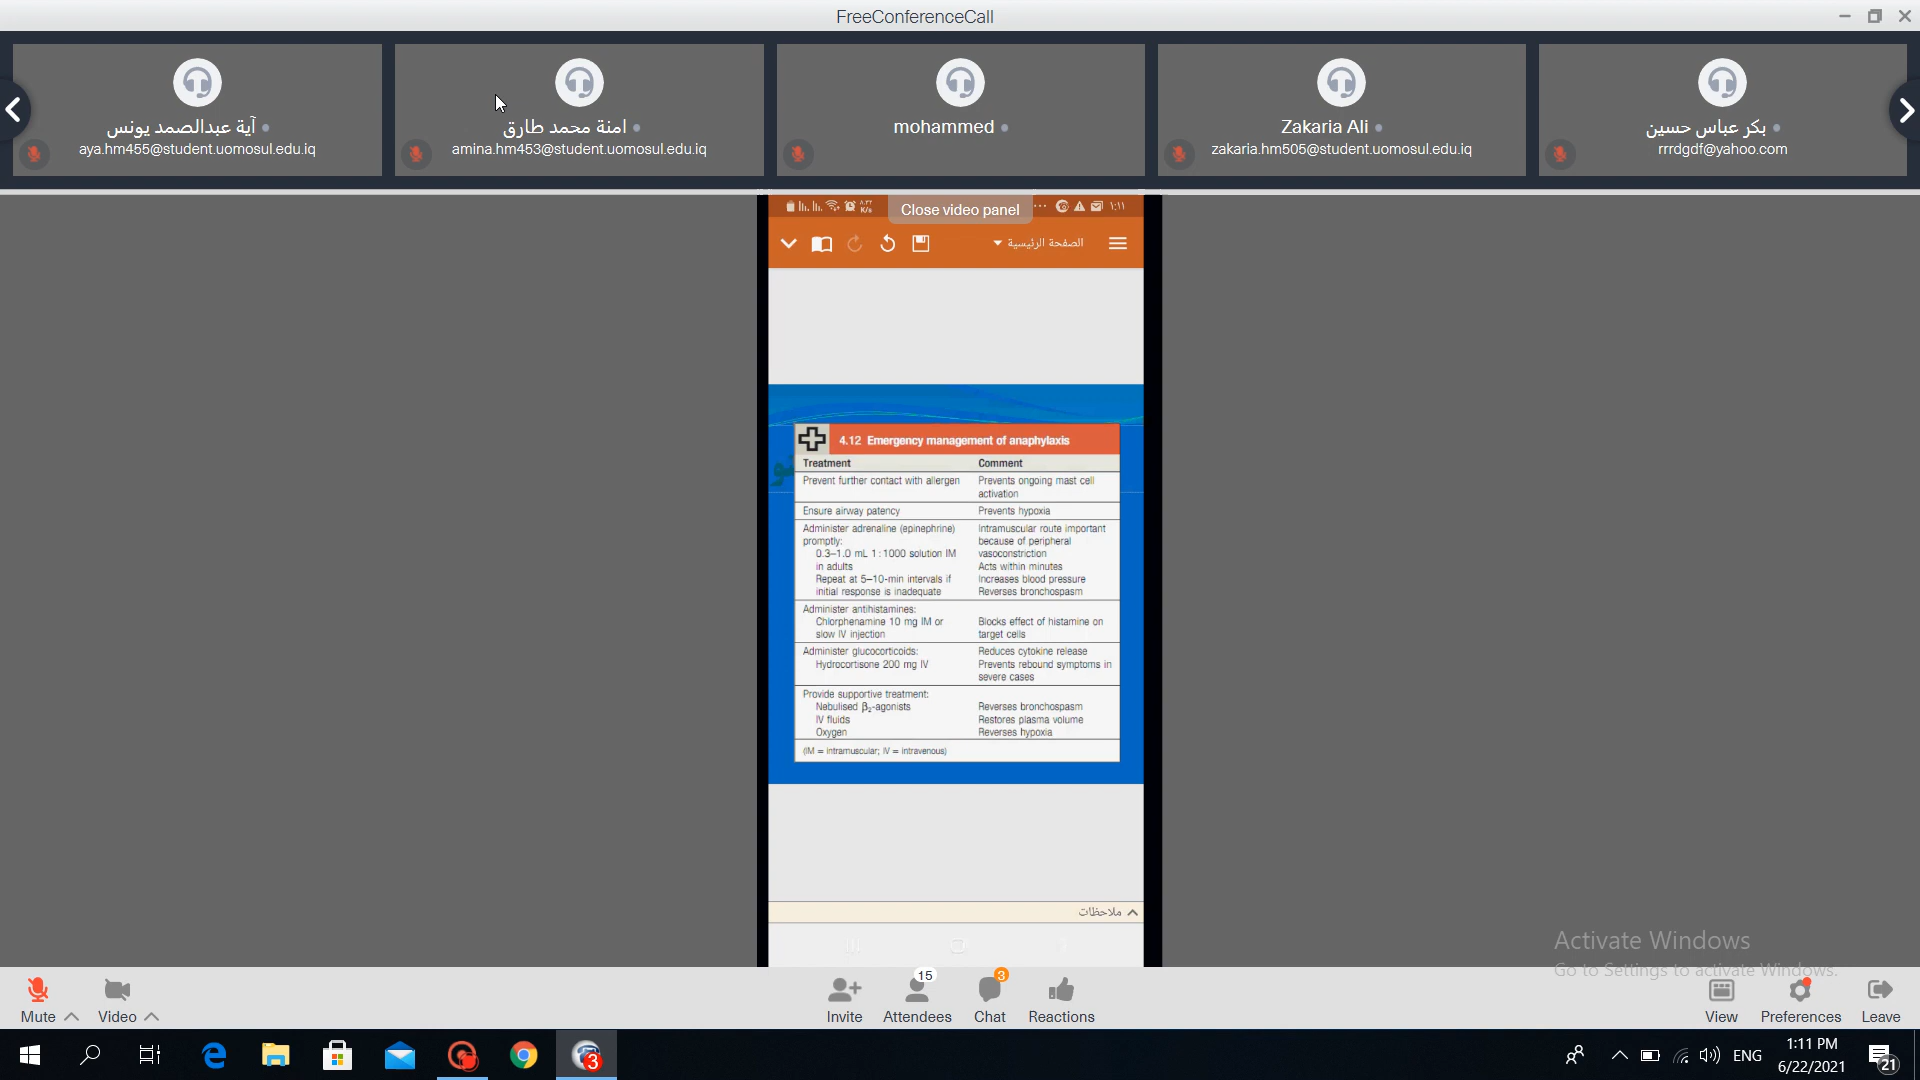 FreeConferenceCall
آية عبدالصمد يونس
aya.hm455@student.uomosul.edu.iq
امنة محمد طارق
amina.hm453@student.uomosul.edu.iq
mohammed
Zakaria Ali
zakaria.hm505@student.uomosul.edu.iq
بكر عباس حسين
rrrdgdf@yahoo.com
Close video panel
١:١١
الصفحة الرئيسية
4.12 Emergency management of anaphylaxis
Treatment Comment
Prevent further contact with allergen Prevents ongoing mast cell
activation
Ensure airway patency Prevents hypoxia
Administer adrenaline (epinephrine) Intramuscular route important
promptly: because of peripheral
0.3–1.0 mL 1:1000 solution IM vasoconstriction
in adults Acts within minutes
Repeat at 5–10-min intervals if Increases blood pressure
initial response is inadequate Reverses bronchospasm
Administer antihistamines:
Chlorphenamine 10 mg IM or Blocks effect of histamine on
slow IV injection target cells
Administer glucocorticoids: Reduces cytokine release
Hydrocortisone 200 mg IV Prevents rebound symptoms in
severe cases
Provide supportive treatment:
Nebulised β2-agonists Reverses bronchospasm
IV fluids Restores plasma volume
Oxygen Reverses hypoxia
(IM = intramuscular; IV = intravenous)
ملاحظات
Activate Windows
Go to Settings to activate Windows.
15
3
Mute
Video
Invite
Attendees
Chat
Reactions
View
Preferences
Leave
3
ENG
1:11 PM
6/22/2021
21